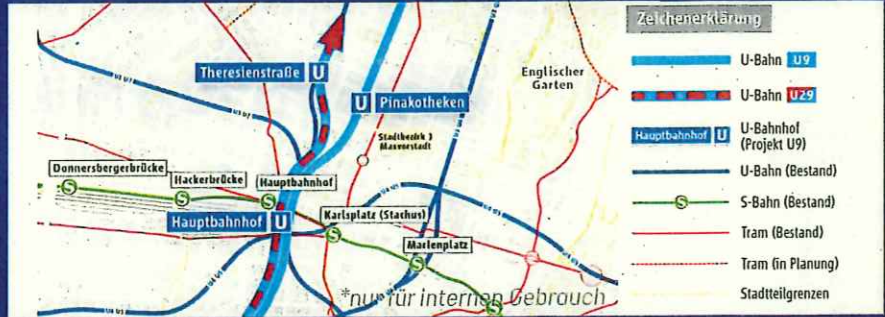 Zeichenerklärung
U-Bahn U9
U-Bahn U29
Hauptbahnhof U U-Bahnhof
(Projekt U9)
U-Bahn (Bestand)
S S-Bahn (Bestand)
Tram (Bestand)
Tram (in Planung)
Stadtteilgrenzen
Theresienstraße U
U Pinakotheken
Englischer
Garten
Stadtbezirk 3
Maxvorstadt
Donnersbergerbrücke
Hackerbrücke
Hauptbahnhof
S
S
S
Hauptbahnhof U
Karlsplatz (Stachus)
S
Marienplatz
S
S
*nur für internen Gebrauch